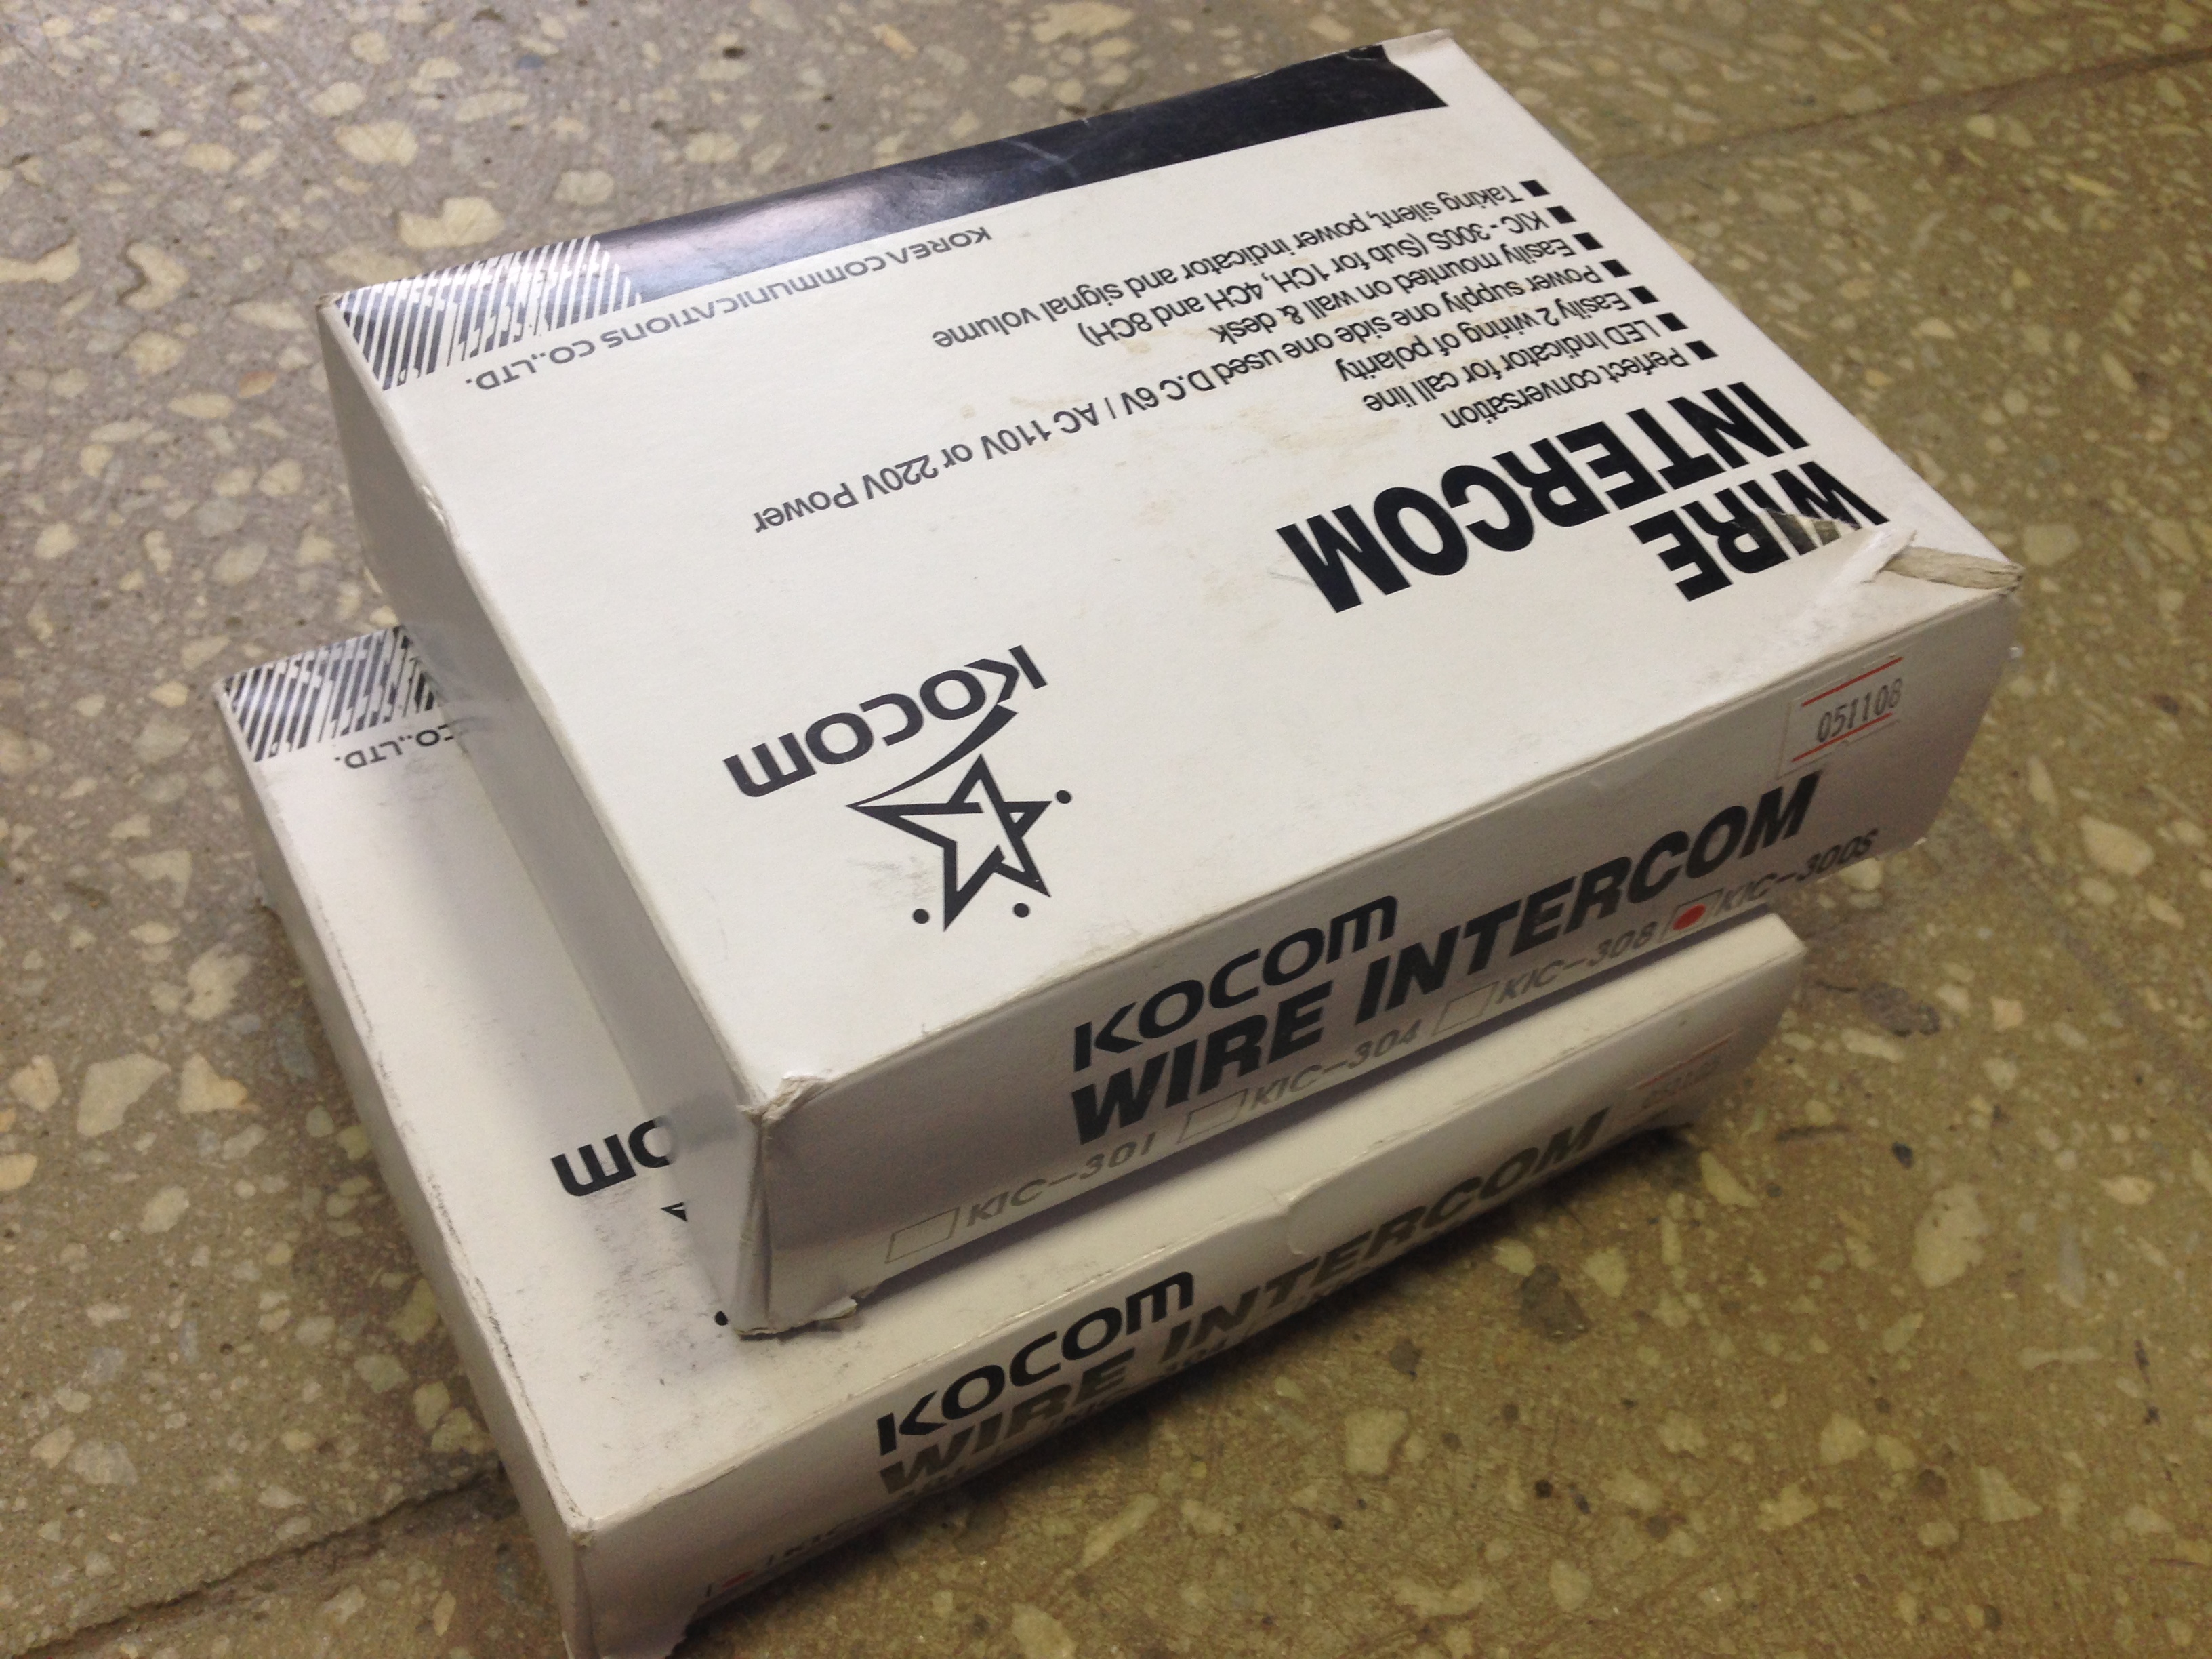 KOCOM
WIRE
INTERCOM
■ Perfect conversation
■ LED Indicator for call line
■ Easily 2 wiring of polarity
■ Power supply one side one used D.C 6V / AC 110V or 220V Power
■ Easily mounted on wall & desk
■ KIC - 300S (Sub for 1CH, 4CH and 8CH)
■ Taking silent, power indicator and signal volume
KOREA COMMUNICATIONS CO.,LTD.
051108
KOCOM
WIRE INTERCOM
KIC-301 KIC-304 KIC-308 KIC-300S
CO.,LTD.
OM
KOCOM
WIRE INTERCOM